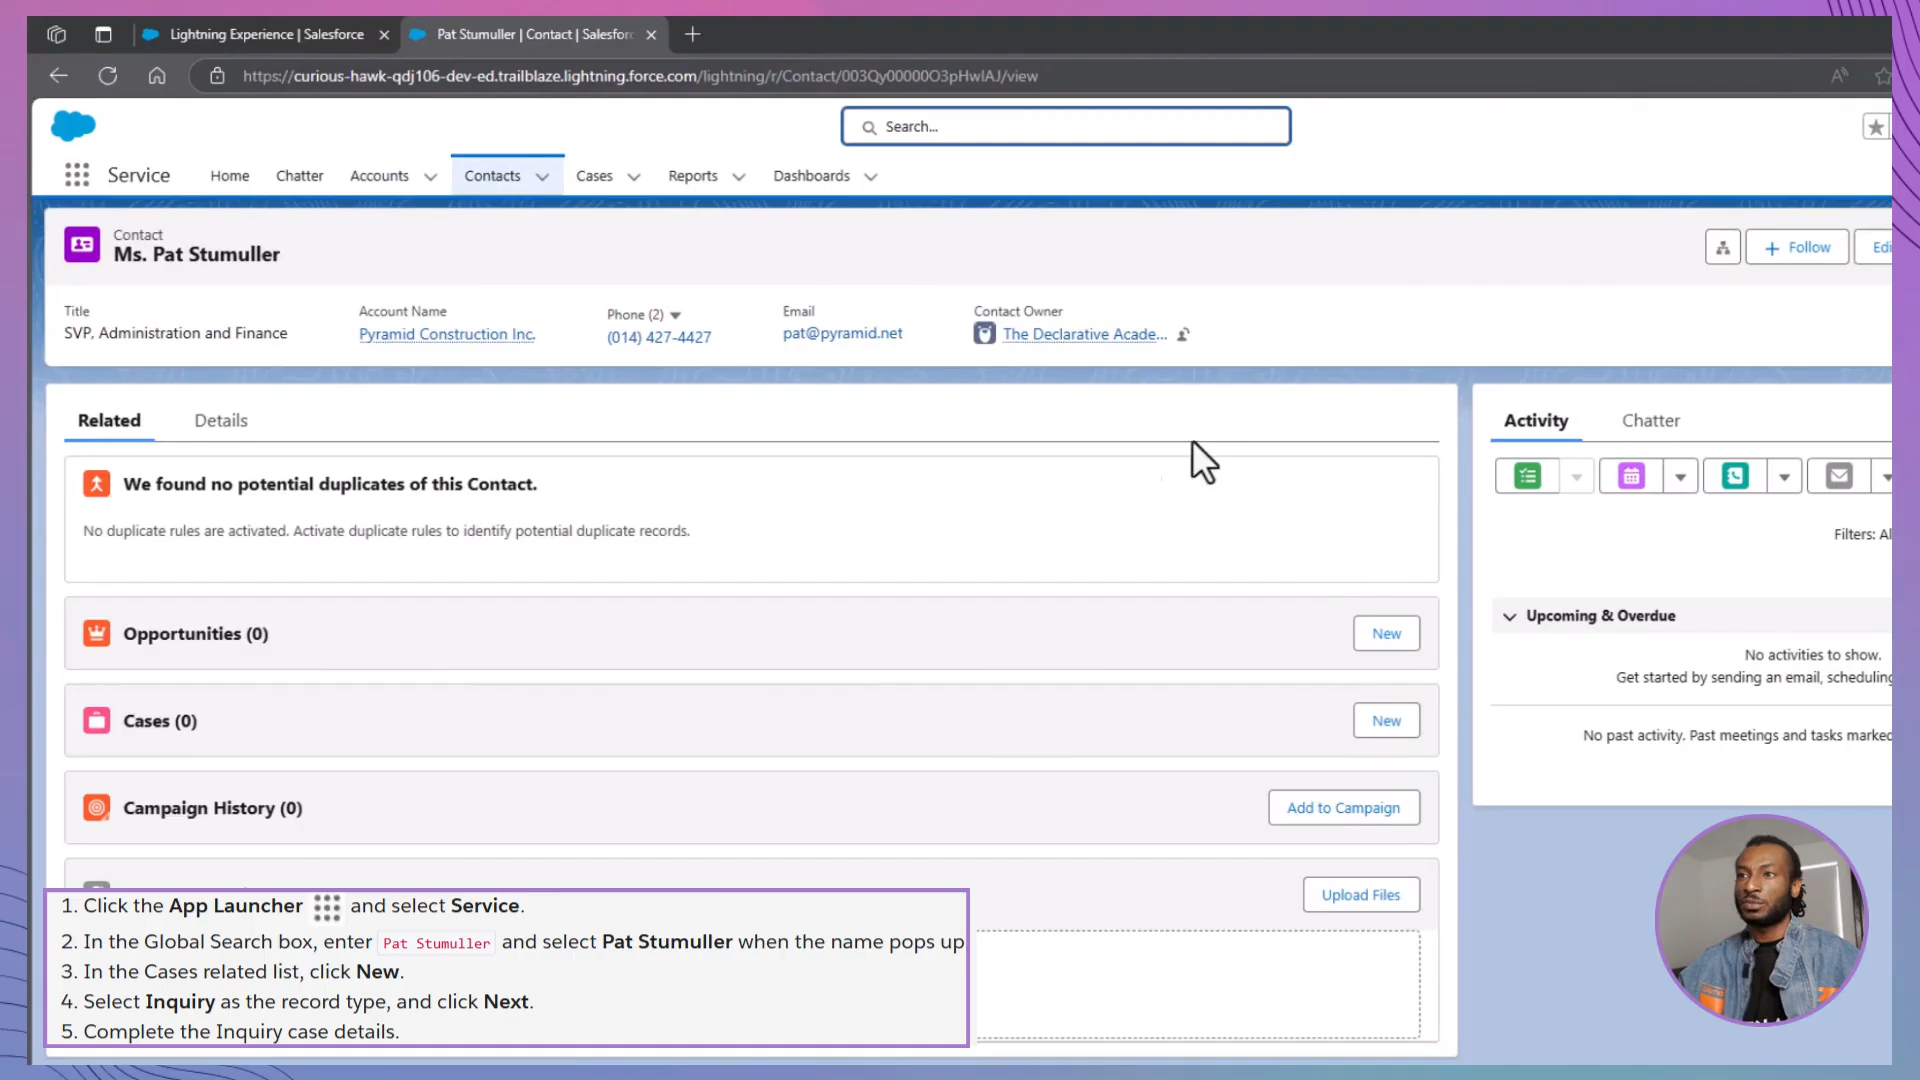 Lightning Experience | Salesforce
Pat Stumuller | Contact | Salesforc
https://curious-hawk-qdj106-dev-ed.trailblaze.lightning.force.com/lightning/r/Contact/003Qy00000O3pHwIAJ/view
Search...
Service Home Chatter Accounts Contacts Cases Reports Dashboards
Contact
Ms. Pat Stumuller
Follow
Edi
Title Account Name Phone (2) Email Contact Owner
SVP, Administration and Finance Pyramid Construction Inc. (014) 427-4427 pat@pyramid.net The Declarative Acade...
Related Details
We found no potential duplicates of this Contact.
No duplicate rules are activated. Activate duplicate rules to identify potential duplicate records.
Opportunities (0) New
Cases (0) New
Campaign History (0) Add to Campaign
Upload Files
Activity Chatter
Filters: Al
Upcoming & Overdue
No activities to show.
Get started by sending an email, scheduling
No past activity. Past meetings and tasks marked
1. Click the App Launcher and select Service.
2. In the Global Search box, enter Pat Stumuller and select Pat Stumuller when the name pops up
3. In the Cases related list, click New.
4. Select Inquiry as the record type, and click Next.
5. Complete the Inquiry case details.